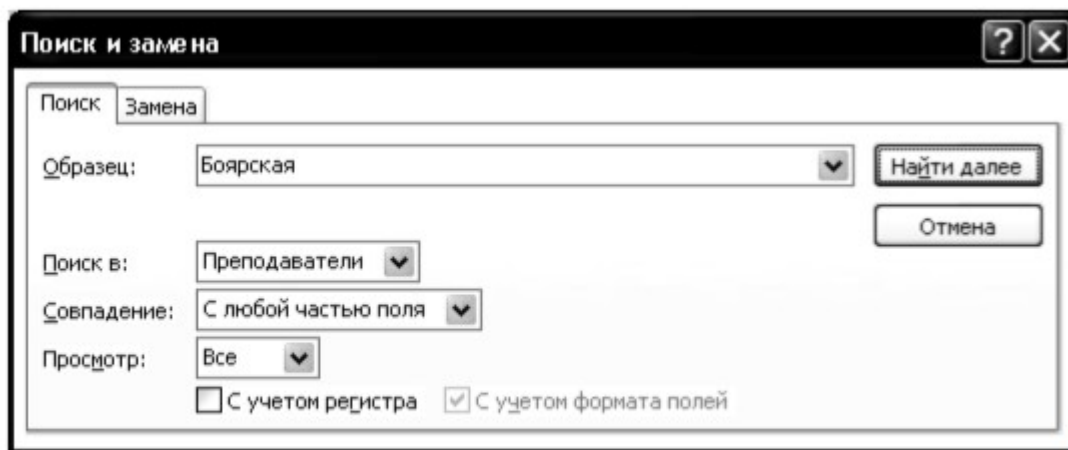 Поиск и замена
Поиск Замена
Образец: Боярская Найти далее
Отмена
Поиск в: Преподаватели
Совпадение: С любой частью поля
Просмотр: Все
С учетом регистра С учетом формата полей